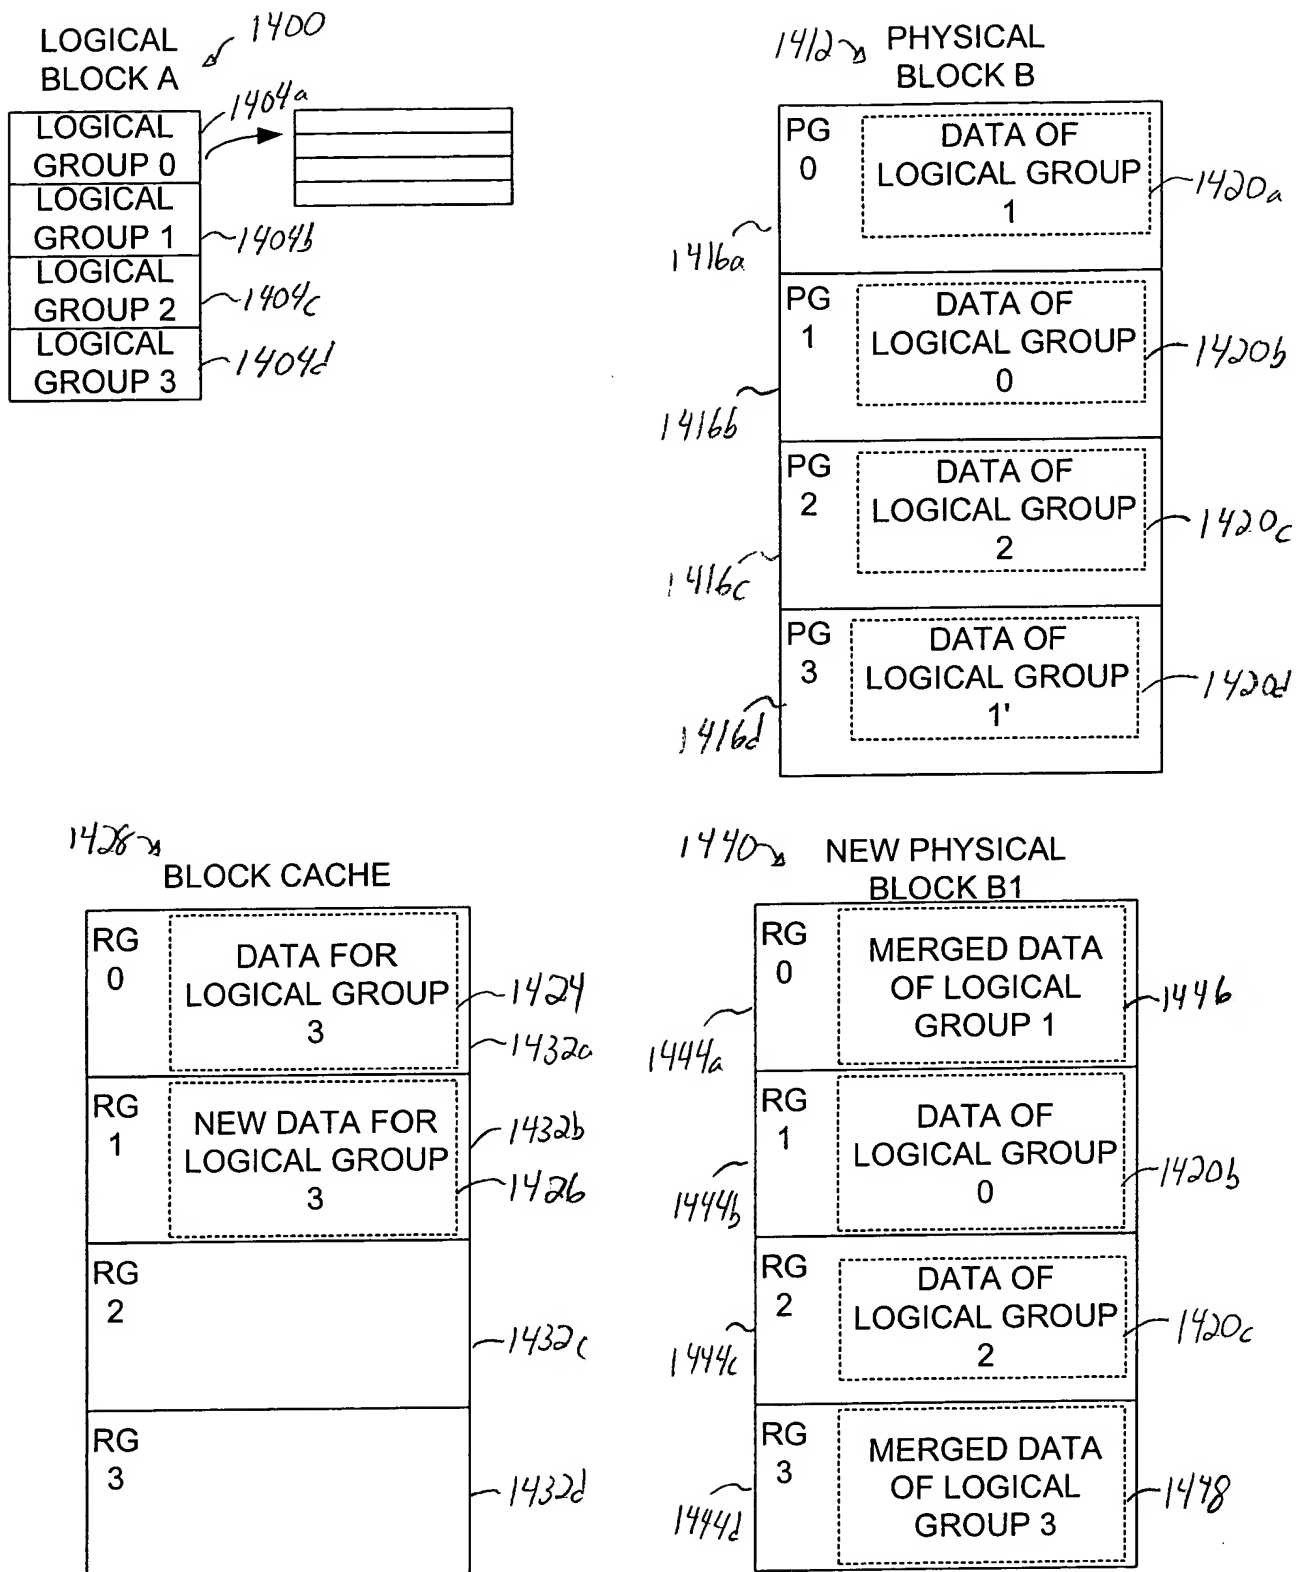 LOGICAL
BLOCK A
1400
LOGICAL
GROUP 0
1404a
LOGICAL
GROUP 1
1404b
LOGICAL
GROUP 2
1404c
LOGICAL
GROUP 3
1404d
1412
PHYSICAL
BLOCK B
PG
0
DATA OF
LOGICAL GROUP
1
1420a
1416a
PG
1
DATA OF
LOGICAL GROUP
0
1420b
1416b
PG
2
DATA OF
LOGICAL GROUP
2
1420c
1416c
PG
3
DATA OF
LOGICAL GROUP
1'
1420d
1416d
1428
BLOCK CACHE
RG
0
DATA FOR
LOGICAL GROUP
3
1424
1432a
RG
1
NEW DATA FOR
LOGICAL GROUP
3
1432b
1426
RG
2
1432c
RG
3
1432d
1440
NEW PHYSICAL
BLOCK B1
RG
0
MERGED DATA
OF LOGICAL
GROUP 1
1446
1444a
RG
1
DATA OF
LOGICAL GROUP
0
1420b
1444b
RG
2
DATA OF
LOGICAL GROUP
2
1420c
1444c
RG
3
MERGED DATA
OF LOGICAL
GROUP 3
1448
1444d